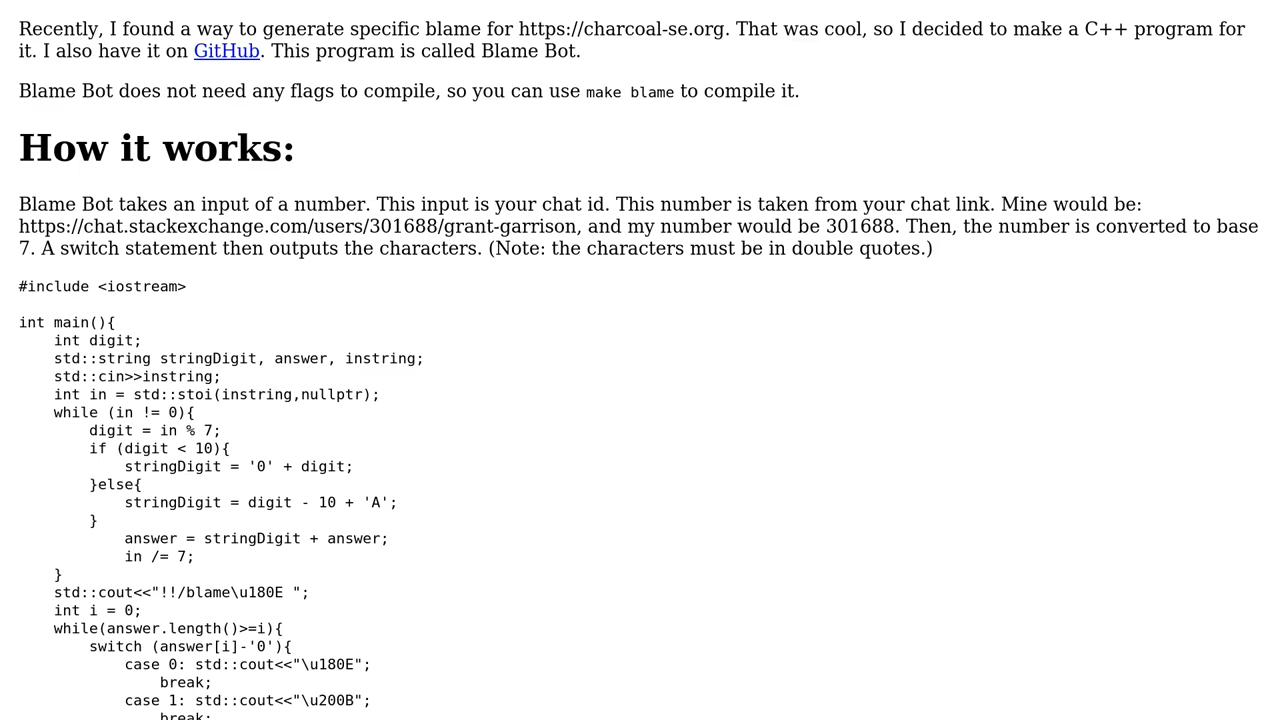 Recently, I found a way to generate specific blame for https://charcoal-se.org. That was cool, so I decided to make a C++ program for
it. I also have it on GitHub. This program is called Blame Bot.
Blame Bot does not need any flags to compile, so you can use make blame to compile it.
How it works:
Blame Bot takes an input of a number. This input is your chat id. This number is taken from your chat link. Mine would be:
https://chat.stackexchange.com/users/301688/grant-garrison, and my number would be 301688. Then, the number is converted to base
7. A switch statement then outputs the characters. (Note: the characters must be in double quotes.)
#include <iostream>
int main(){
    int digit;
    std::string stringDigit, answer, instring;
    std::cin>>instring;
    int in = std::stoi(instring,nullptr);
    while (in != 0){
        digit = in % 7;
        if (digit < 10){
            stringDigit = '0' + digit;
        }else{
            stringDigit = digit - 10 + 'A';
        }
            answer = stringDigit + answer;
            in /= 7;
    }
    std::cout<<"!!/blame\u180E ";
    int i = 0;
    while(answer.length()>=i){
        switch (answer[i]-'0'){
            case 0: std::cout<<"\u180E";
                break;
            case 1: std::cout<<"\u200B";
                break;